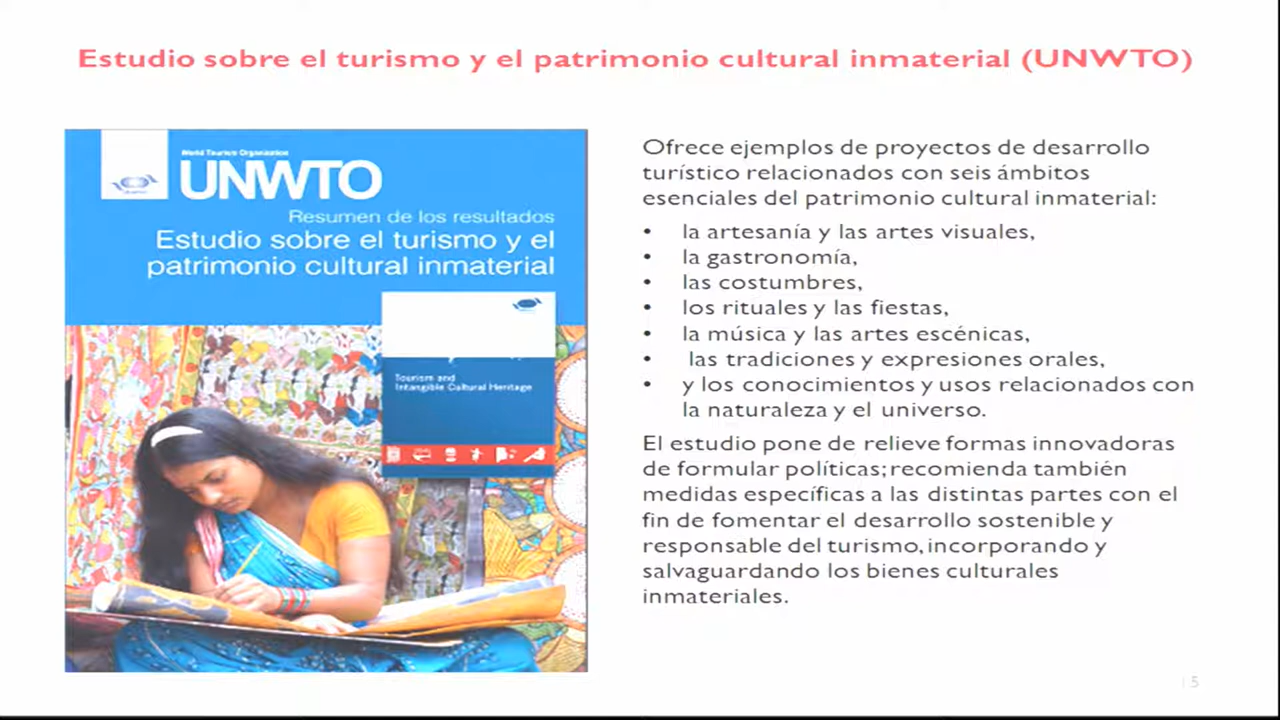 Estudio sobre el turismo y el patrimonio cultural inmaterial (UNWTO)
World Tourism Organization
UNWTO
Resumen de los resultados
Estudio sobre el turismo y el
patrimonio cultural inmaterial
Tourism and
Intangible Cultural Heritage
Ofrece ejemplos de proyectos de desarrollo
turístico relacionados con seis ámbitos
esenciales del patrimonio cultural inmaterial:
• la artesanía y las artes visuales,
• la gastronomía,
• las costumbres,
• los rituales y las fiestas,
• la música y las artes escénicas,
• las tradiciones y expresiones orales,
• y los conocimientos y usos relacionados con
la naturaleza y el universo.
El estudio pone de relieve formas innovadoras
de formular políticas; recomienda también
medidas específicas a las distintas partes con el
fin de fomentar el desarrollo sostenible y
responsable del turismo, incorporando y
salvaguardando los bienes culturales
inmateriales.
15